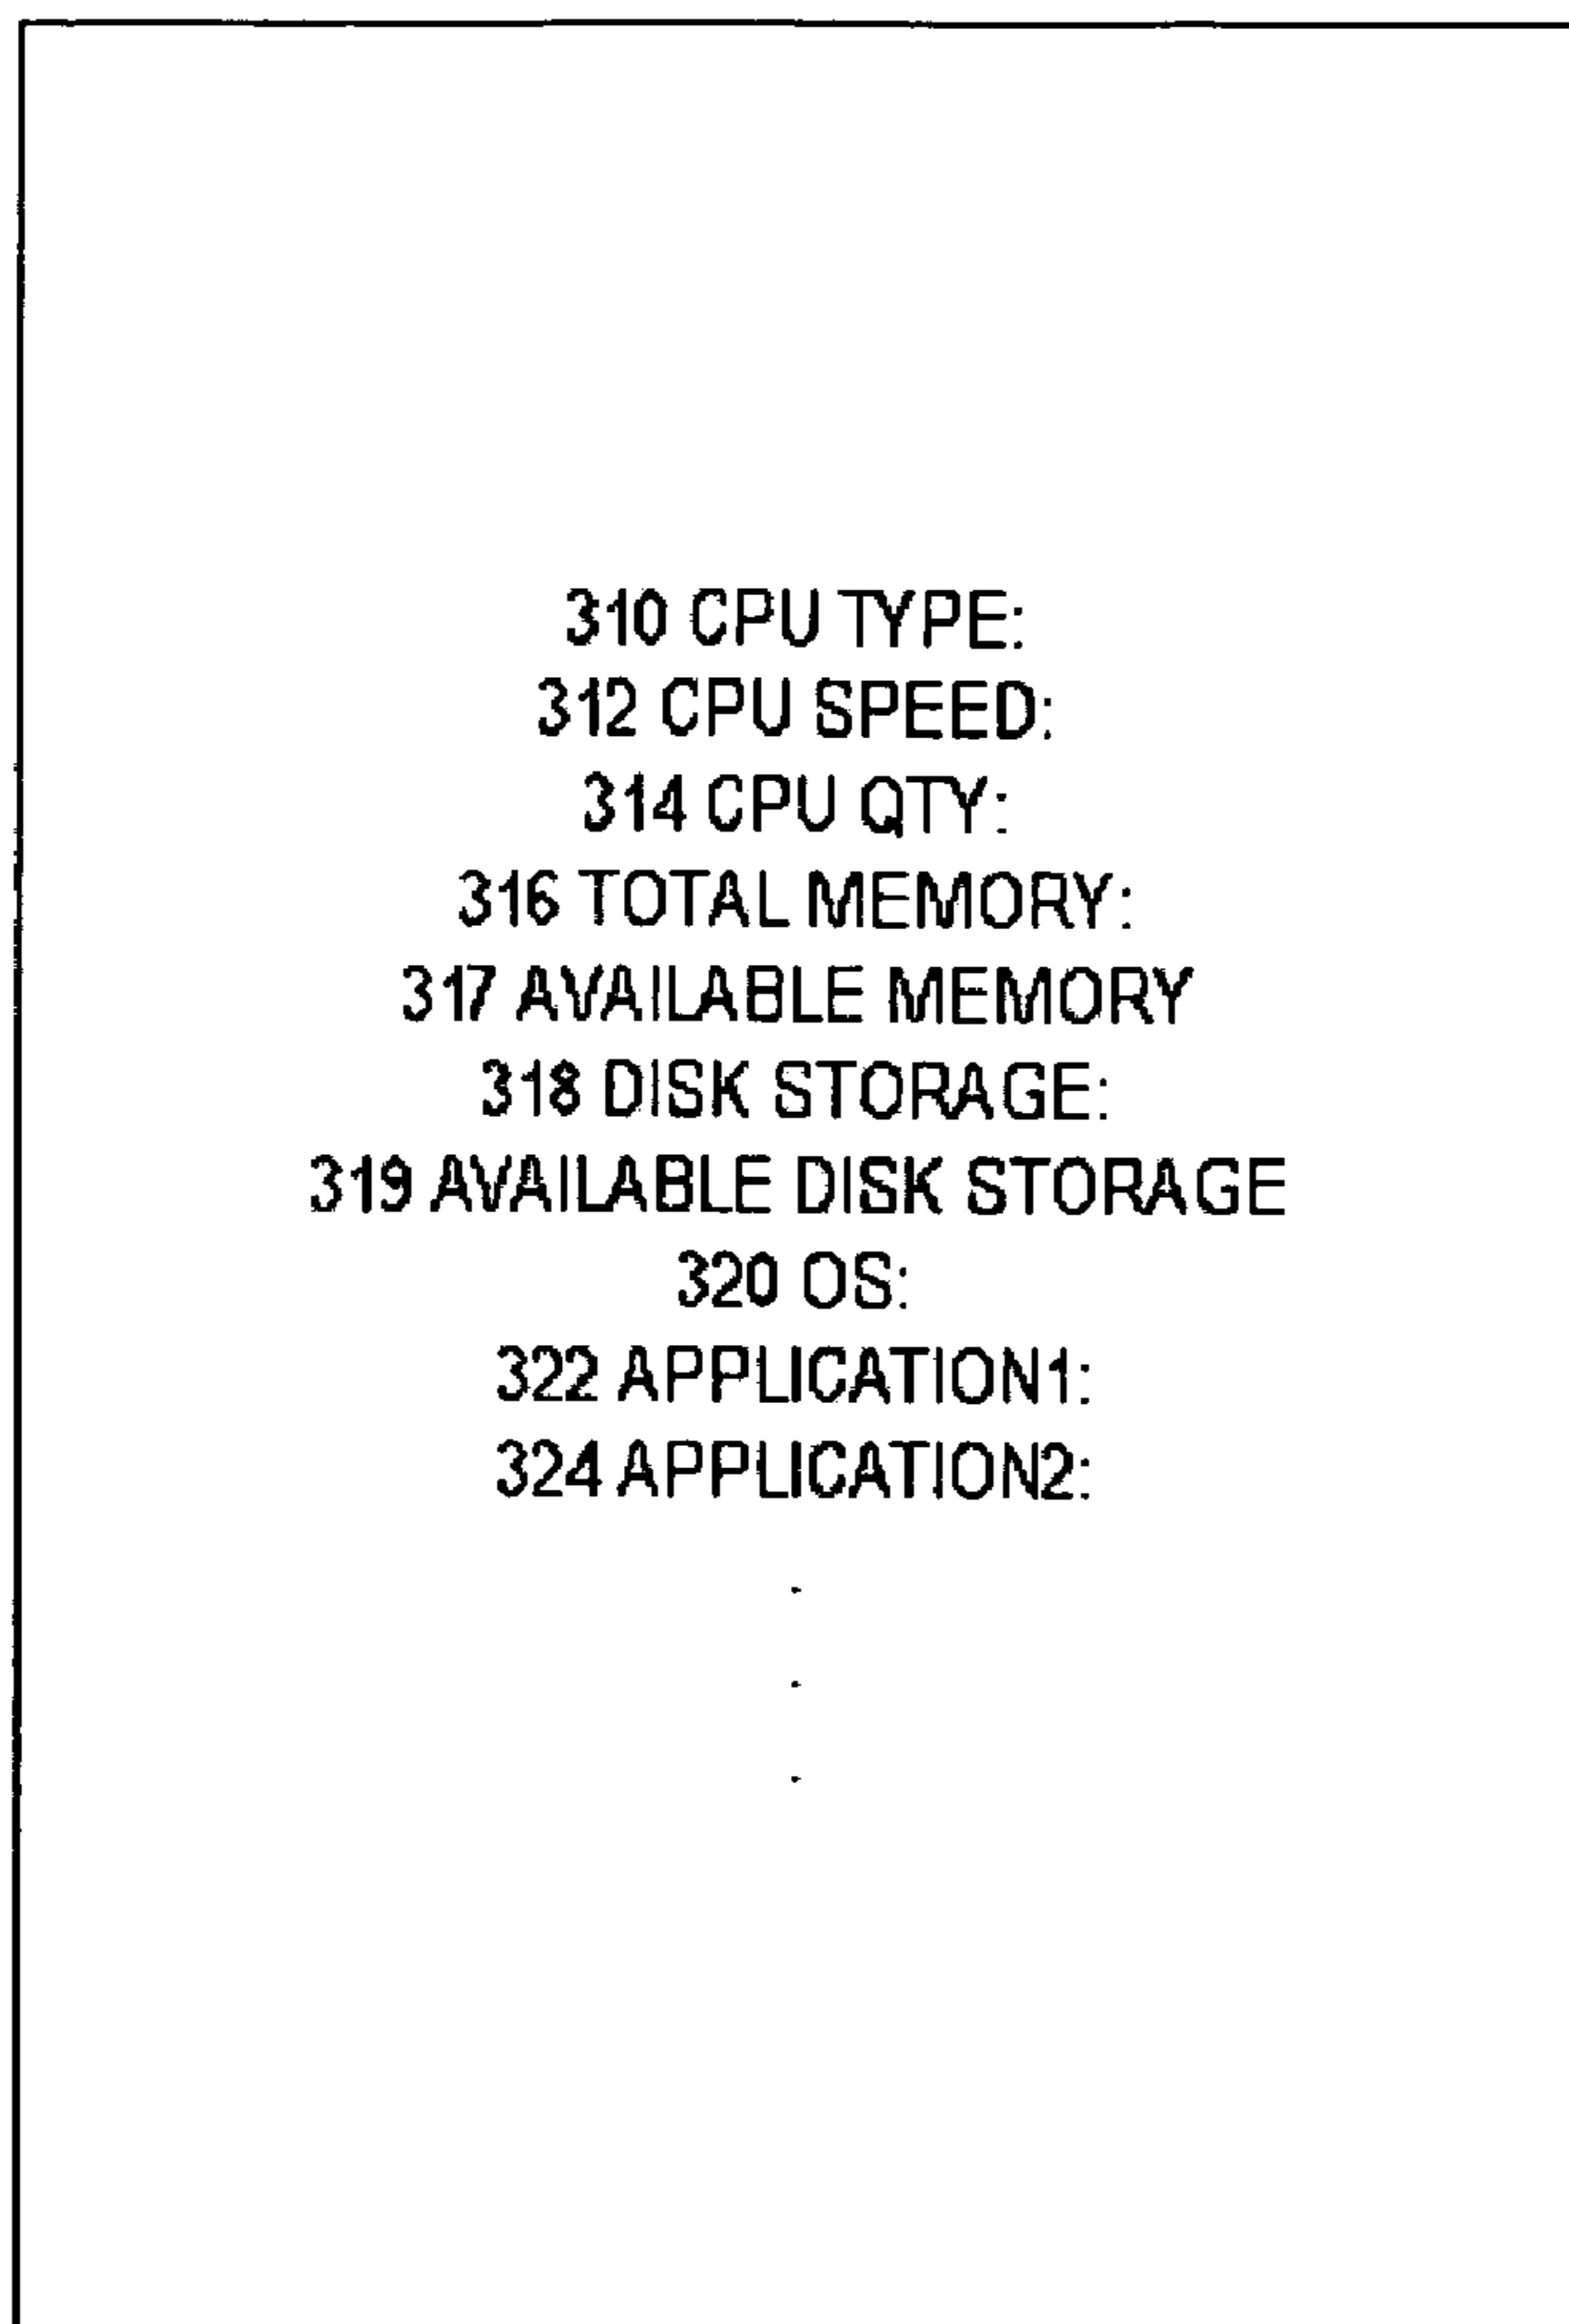 310 CPU TYPE:
312 CPU SPEED:
314 CPU QTY:
316 TOTAL MEMORY:
317 AVAILABLE MEMORY
318 DISK STORAGE:
319 AVAILABLE DISK STORAGE
320 OS:
322 APPLICATION1:
324 APPLICATION2:
.
.
.